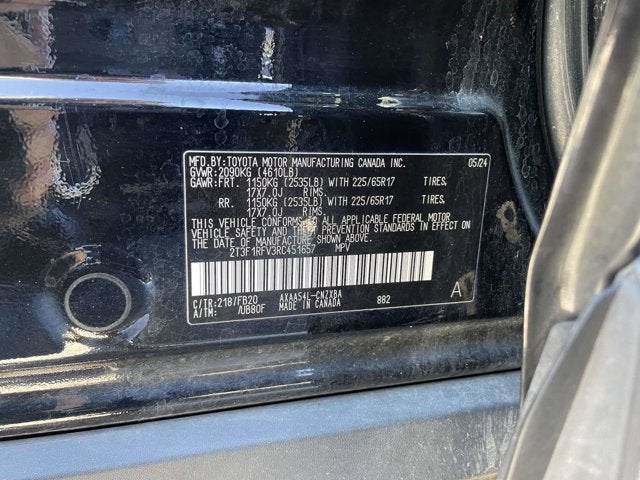 MFD.BY: TOYOTA MOTOR MANUFACTURING CANADA INC. 05/24
GVWR: 2090KG (4610LB)
GAWR: FRT. 1150KG (2535LB) WITH 225/65R17 TIRES,
17X7.0J RIMS
RR. 1150KG (2535LB) WITH 225/65R17 TIRES,
17X7.0J RIMS
THIS VEHICLE CONFORMS TO ALL APPLICABLE FEDERAL MOTOR
VEHICLE SAFETY AND THEFT PREVENTION STANDARDS IN EFFECT ON
THE DATE OF MANUFACTURE SHOWN ABOVE.
2T3F1RFV3RC451657 MPV
C/TR: 218/FB20 AXAA54L-CNZXBA 882 A
A/TM: /UB80F MADE IN CANADA